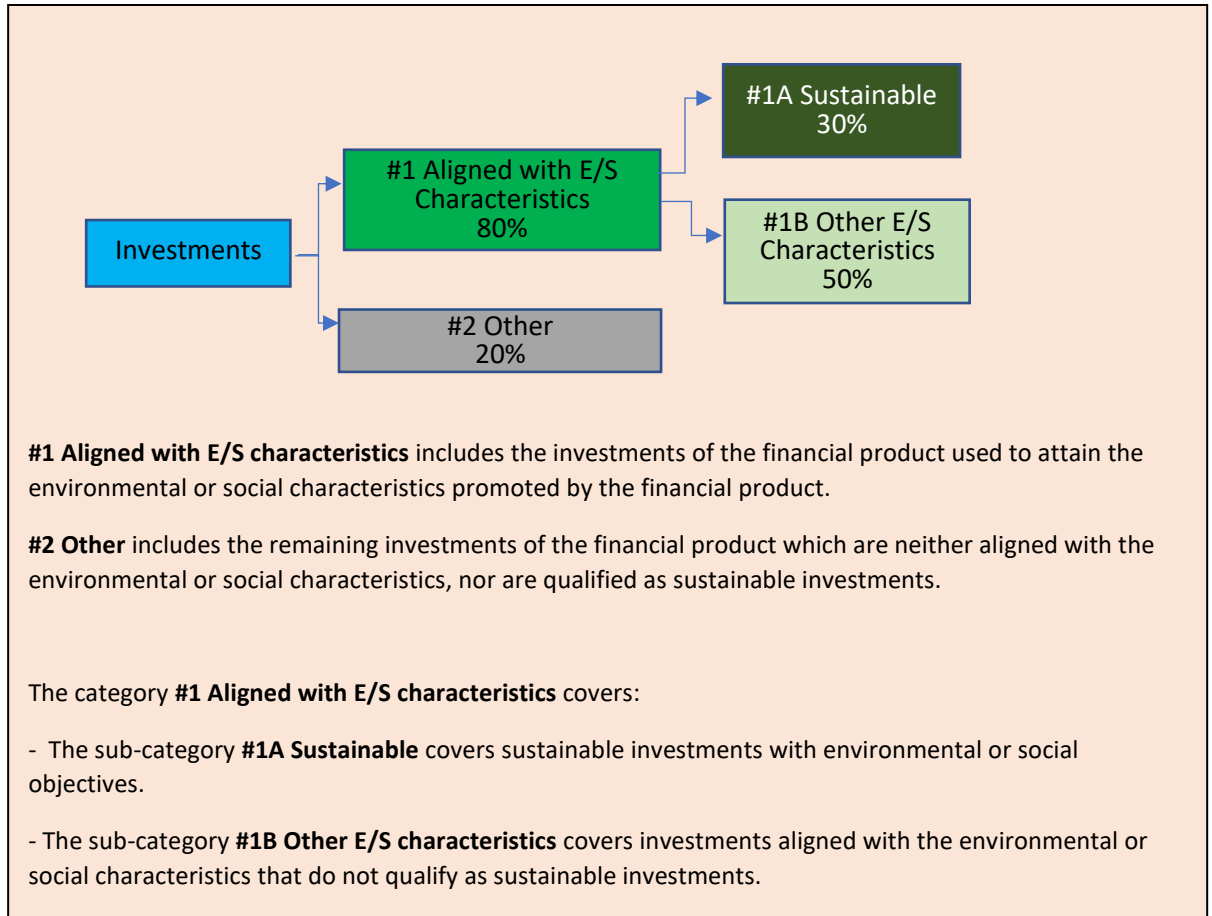 #1A Sustainable
30%
#1 Aligned with E/S
Characteristics
80%
#1B Other E/S
Characteristics
50%
Investments
#2 Other
20%
#1 Aligned with E/S characteristics includes the investments of the financial product used to attain the
environmental or social characteristics promoted by the financial product.
#2 Other includes the remaining investments of the financial product which are neither aligned with the
environmental or social characteristics, nor are qualified as sustainable investments.
The category #1 Aligned with E/S characteristics covers:
- The sub-category #1A Sustainable covers sustainable investments with environmental or social
objectives.
- The sub-category #1B Other E/S characteristics covers investments aligned with the environmental or
social characteristics that do not qualify as sustainable investments.